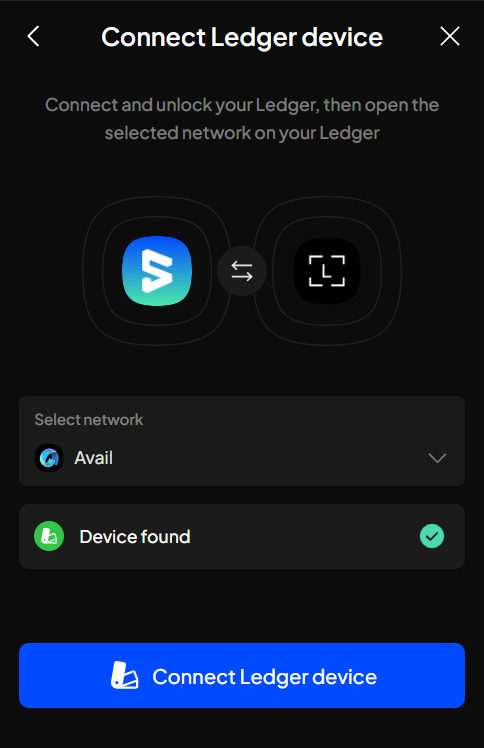 Connect Ledger device
Connect and unlock your Ledger, then open the
selected network on your Ledger
Select network
Avail
Device found
Connect Ledger device